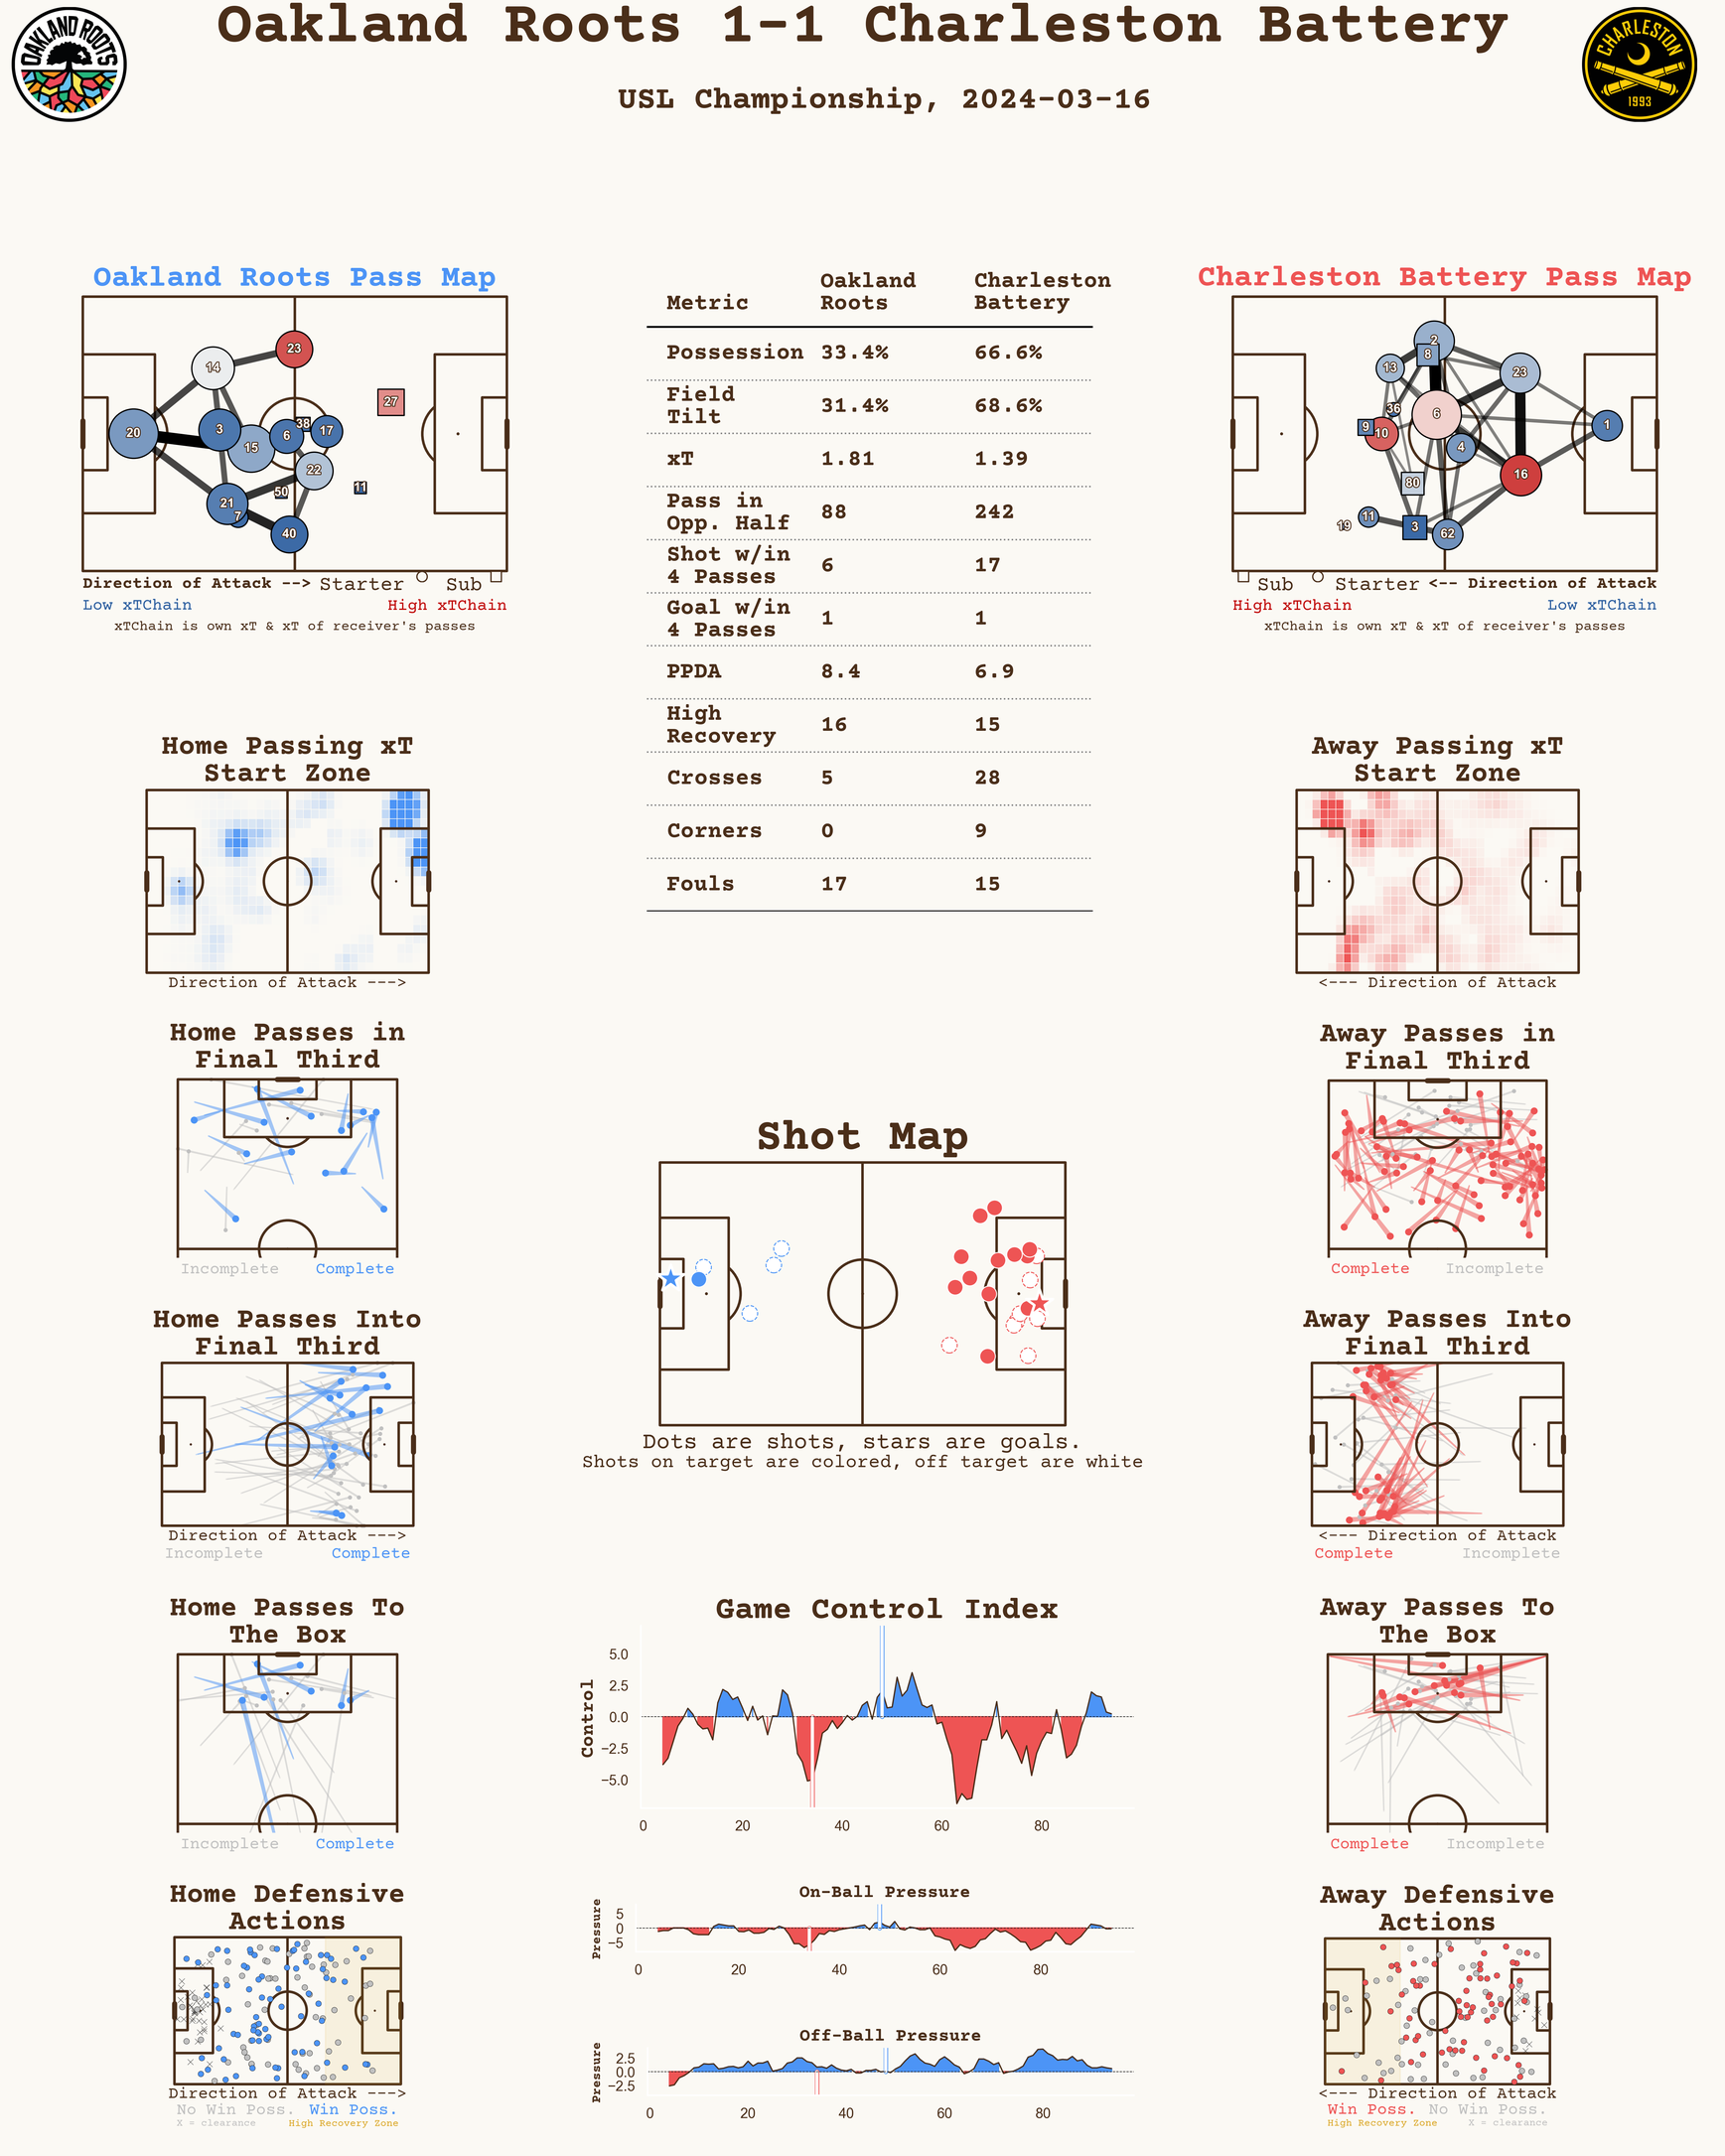 Oakland Roots 1-1 Charleston Battery
OAKLAND ROOTS
CHARLESTON
1993
USL Championship, 2024-03-16
Oakland Roots Pass Map
23
14
27
20
3
38
6
17
15
22
50
11
21
7
40
Direction of Attack --> Starter Sub
Low xTChain High xTChain
xTChain is own xT & xT of receiver's passes
Metric Oakland Roots Charleston Battery
Possession 33.4% 66.6%
Field Tilt 31.4% 68.6%
xT 1.81 1.39
Pass in Opp. Half 88 242
Shot w/in 4 Passes 6 17
Goal w/in 4 Passes 1 1
PPDA 8.4 6.9
High Recovery 16 15
Crosses 5 28
Corners 0 9
Fouls 17 15
Charleston Battery Pass Map
2
8
13
23
36
6
9
10
1
4
16
80
11
19
3
62
Sub Starter <-- Direction of Attack
High xTChain Low xTChain
xTChain is own xT & xT of receiver's passes
Home Passing xT
Start Zone
Direction of Attack --->
Away Passing xT
Start Zone
<--- Direction of Attack
Home Passes in
Final Third
Incomplete Complete
Away Passes in
Final Third
Complete Incomplete
Shot Map
Dots are shots, stars are goals.
Shots on target are colored, off target are white
Home Passes Into
Final Third
Direction of Attack --->
Incomplete Complete
Away Passes Into
Final Third
<--- Direction of Attack
Complete Incomplete
Home Passes To
The Box
Incomplete Complete
Game Control Index
Control
5.0
2.5
0.0
−2.5
−5.0
0 20 40 60 80
Away Passes To
The Box
Complete Incomplete
Home Defensive
Actions
Direction of Attack --->
No Win Poss. Win Poss.
X = clearance High Recovery Zone
On-Ball Pressure
Pressure
5
0
−5
0 20 40 60 80
Off-Ball Pressure
Pressure
2.5
0.0
−2.5
0 20 40 60 80
Away Defensive
Actions
<--- Direction of Attack
Win Poss. No Win Poss.
High Recovery Zone X = clearance